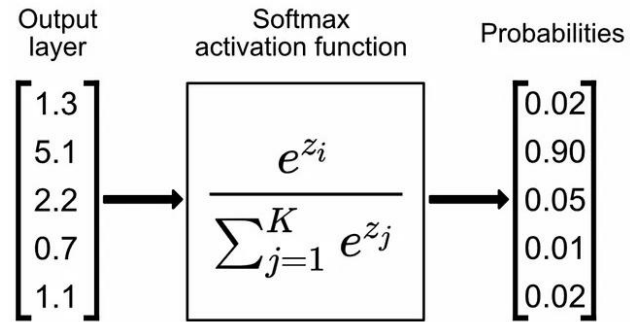 Output
layer
Softmax
activation function
Probabilities
1.3
5.1
2.2
0.7
1.1
e^{z_i}
∑_{j=1}^{K} e^{z_j}
0.02
0.90
0.05
0.01
0.02